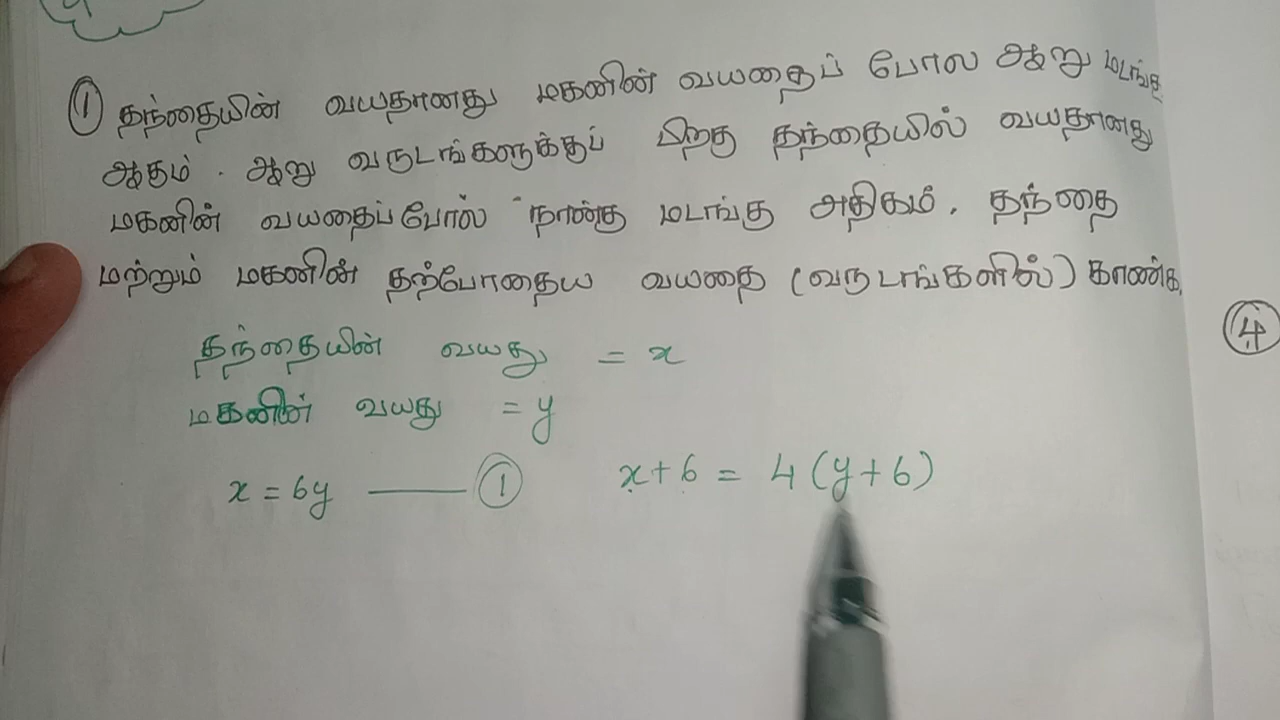 ① தந்தையின் வயதானது மகனின் வயதைப் போல ஆறு மடங்கு
ஆகும். ஆறு வருடங்களுக்குப் பிறகு தந்தையில் வயதானது
மகனின் வயதைப்போல் நான்கு மடங்கு அதிகம். தந்தை
மற்றும் மகனின் தற்போதைய வயதை (வருடங்களில்) காண்க.
④
தந்தையின் வயது = x
மகனின் வயது = y
x = 6y —— ① x+6 = 4(y+6)